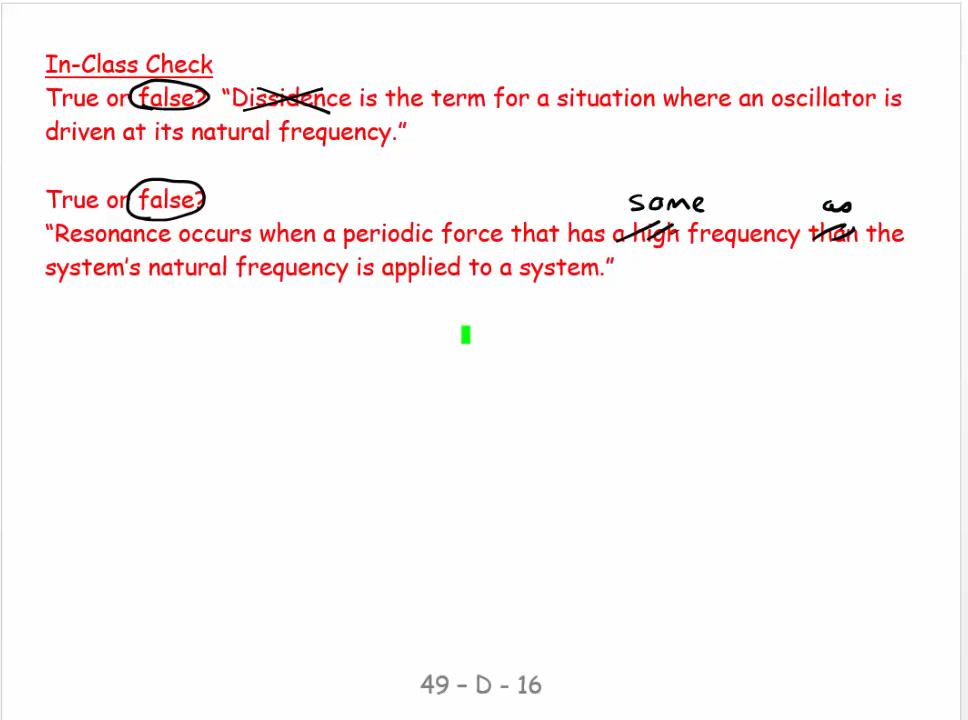 In-Class Check
True or false? “Dissidence is the term for a situation where an oscillator is
driven at its natural frequency.”
True or false?
same as
“Resonance occurs when a periodic force that has a high frequency than the
system’s natural frequency is applied to a system.”
49 – D - 16